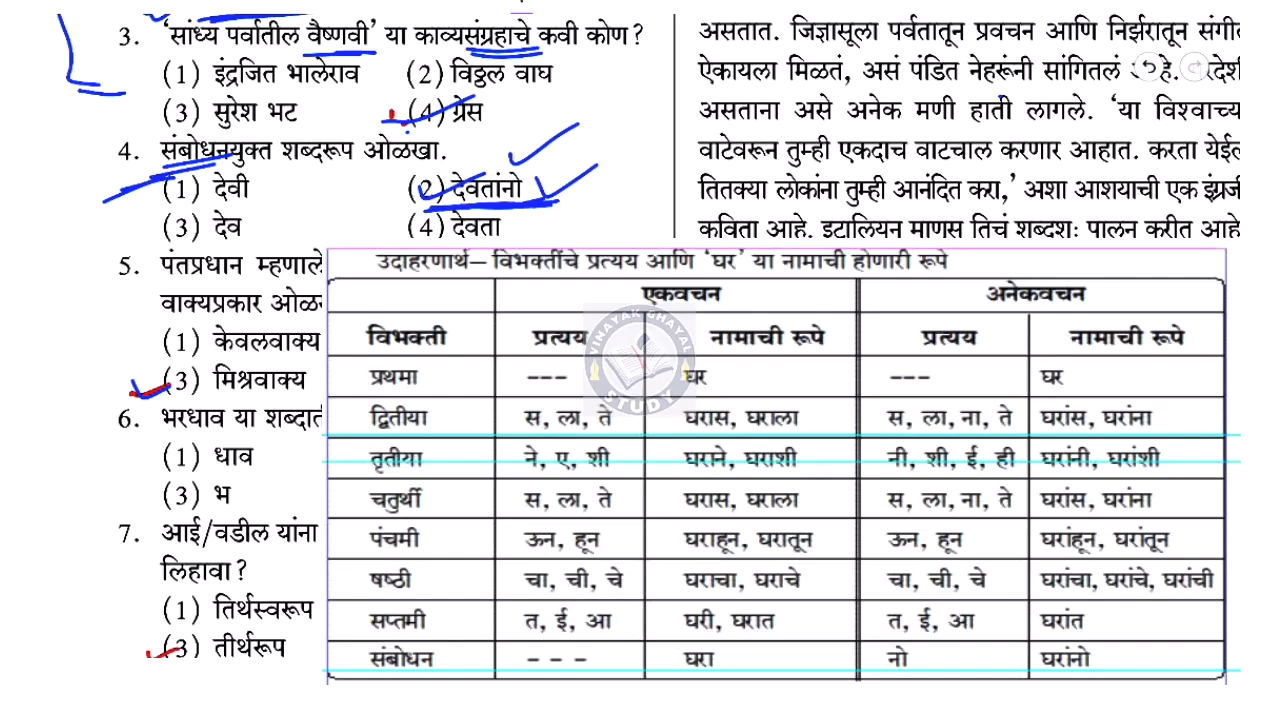 3. 'सांध्य पर्वातील वैष्णवी' या काव्यसंग्रहाचे कवी कोण?
(1) इंद्रजित भालेराव (2) विठ्ठल वाघ
(3) सुरेश भट (4) ग्रेस
4. संबोधनयुक्त शब्दरूप ओळखा.
(1) देवी (2) देवतांनो
(3) देव (4) देवता
5. पंतप्रधान म्हणाले
वाक्यप्रकार ओळ
(1) केवलवाक्य
(3) मिश्रवाक्य
6. भरधाव या शब्दात
(1) धाव
(3) भ
7. आई/वडील यांना
लिहावा?
(1) तिर्थस्वरूप
(3) तीर्थरूप
असतात. जिज्ञासूला पर्वतातून प्रवचन आणि निर्झरातून संगीत
ऐकायला मिळतं, असं पंडित नेहरूंनी सांगितलं
असताना असे अनेक मणी हाती लागले. 'या विश्वाच्य
वाटेवरून तुम्ही एकदाच वाटचाल करणार आहात. करता येईल
तितक्या लोकांना तुम्ही आनंदित करा,' अशा आशयाची एक इंग्रजी
कविता आहे. इटालियन माणूस तिचं शब्दशः पालन करीत आहे
उदाहरणार्थ– विभक्तींचे प्रत्यय आणि 'घर' या नामाची होणारी रूपे
एकवचन अनेकवचन
विभक्ती प्रत्यय नामाची रूपे प्रत्यय नामाची रूपे
प्रथमा --- घर --- घर
द्वितीया स, ला, ते घरास, घराला स, ला, ना, ते घरांस, घरांना
तृतीया ने, ए, शी घराने, घराशी नी, शी, ई, ही घरांनी, घरांशी
चतुर्थी स, ला, ते घरास, घराला स, ला, ना, ते घरांस, घरांना
पंचमी ऊन, हून घराहून, घरातून ऊन, हून घरांहून, घरांतून
षष्ठी चा, ची, चे घराचा, घराचे चा, ची, चे घरांचा, घरांचे, घरांची
सप्तमी त, ई, आ घरी, घरात त, ई, आ घरांत
संबोधन - - - घरा नो घरांनो
VINAYAK GHAYAL
STUDY